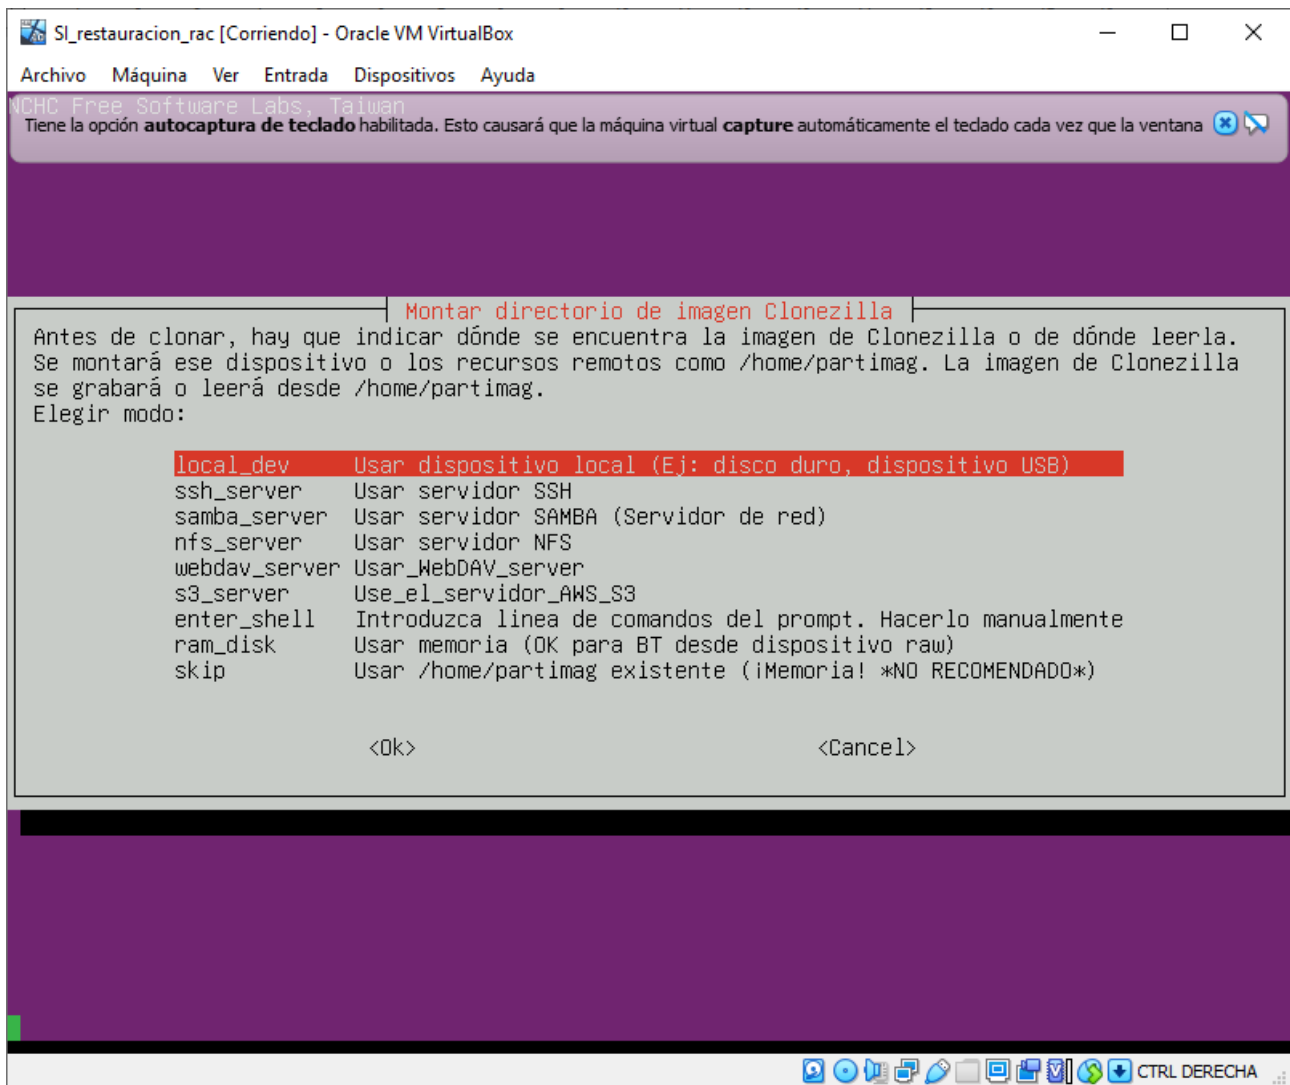 SI_restauracion_rac [Corriendo] - Oracle VM VirtualBox
Archivo Máquina Ver Entrada Dispositivos Ayuda
NCHC Free Software Labs, Taiwan
Tiene la opción autocaptura de teclado habilitada. Esto causará que la máquina virtual capture automáticamente el teclado cada vez que la ventana
Montar directorio de imagen Clonezilla
Antes de clonar, hay que indicar dónde se encuentra la imagen de Clonezilla o de dónde leerla.
Se montará ese dispositivo o los recursos remotos como /home/partimag. La imagen de Clonezilla
se grabará o leerá desde /home/partimag.
Elegir modo:
local_dev Usar dispositivo local (Ej: disco duro, dispositivo USB)
ssh_server Usar servidor SSH
samba_server Usar servidor SAMBA (Servidor de red)
nfs_server Usar servidor NFS
webdav_server Usar_WebDAV_server
s3_server Use_el_servidor_AWS_S3
enter_shell Introduzca linea de comandos del prompt. Hacerlo manualmente
ram_disk Usar memoria (OK para BT desde dispositivo raw)
skip Usar /home/partimag existente (¡Memoria! *NO RECOMENDADO*)
<Ok> <Cancel>
CTRL DERECHA